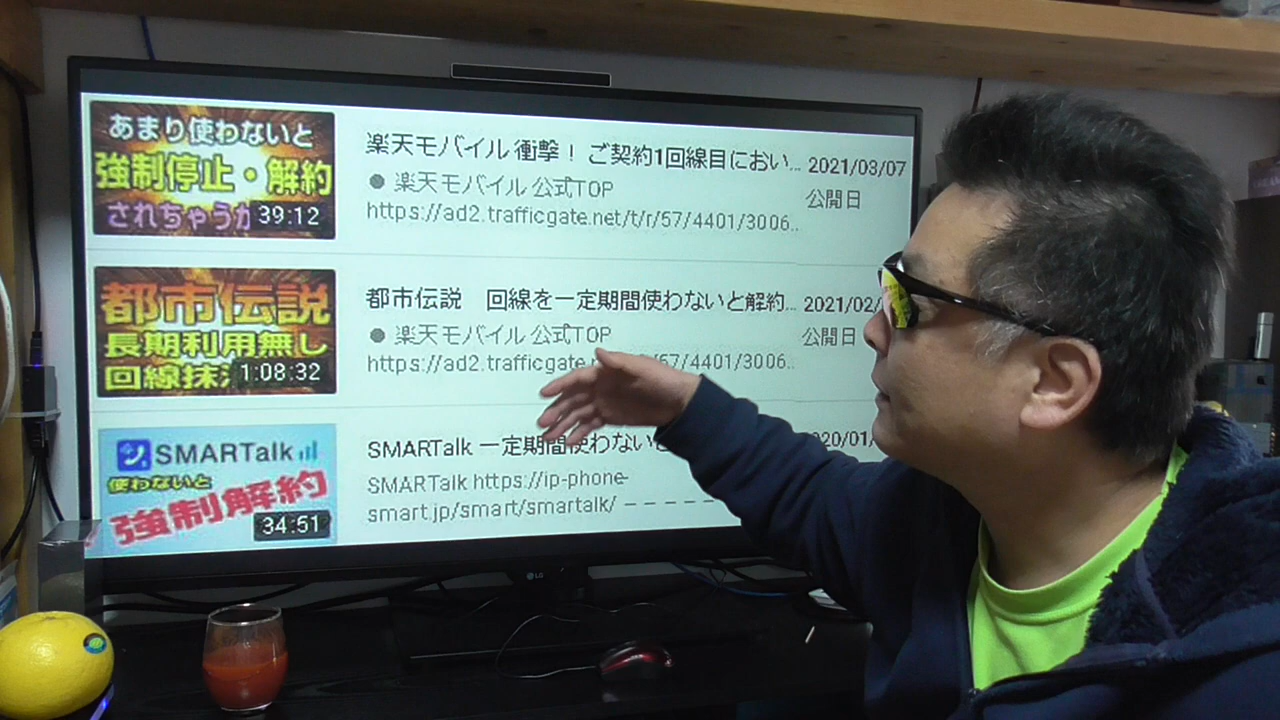 あまり使わないと
強制停止・解約
されちゃうか
39:12
楽天モバイル 衝撃！ ご契約1回線目におい...
2021/03/07
● 楽天モバイル 公式TOP
公開日
https://ad2.trafficgate.net/t/r/57/4401/3006..
都市伝説
長期利用無し
回線抹
1:08:32
都市伝説　回線を一定期間使わないと解約...
2021/02/
● 楽天モバイル 公式TOP
公開日
https://ad2.trafficgate /57/4401/3006..
SMARTalk
使わないと
強制解約
34:51
SMARTalk 一定期間使わない
020/01/
SMARTalk https://ip-phone-
smart.jp/smart/smartalk/ － － － － －
LG